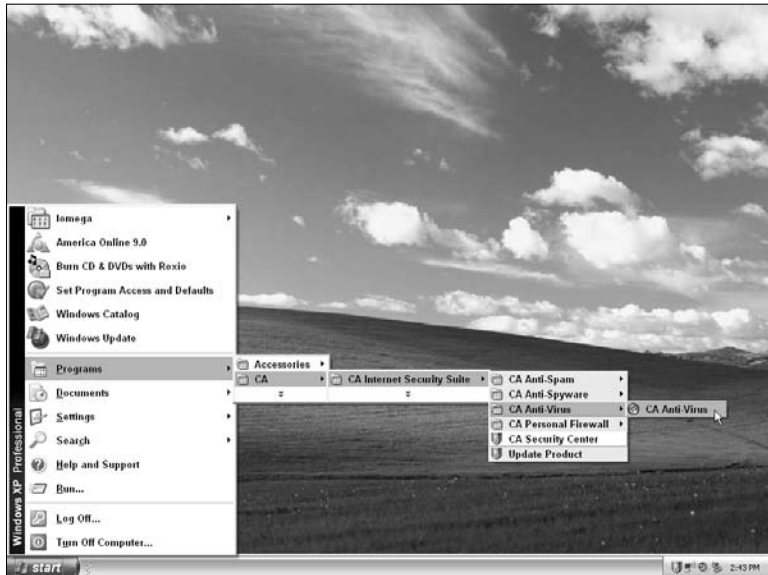 Iomega
America Online 9.0
Burn CD & DVDs with Roxio
Set Program Access and Defaults
Windows Catalog
Windows Update
Programs
Documents
Settings
Search
Help and Support
Run...
Log Off...
Turn Off Computer...
Windows XP Professional
Accessories
CA
CA Internet Security Suite
CA Anti-Spam
CA Anti-Spyware
CA Anti-Virus
CA Personal Firewall
CA Security Center
Update Product
CA Anti-Virus
start
2:43 PM